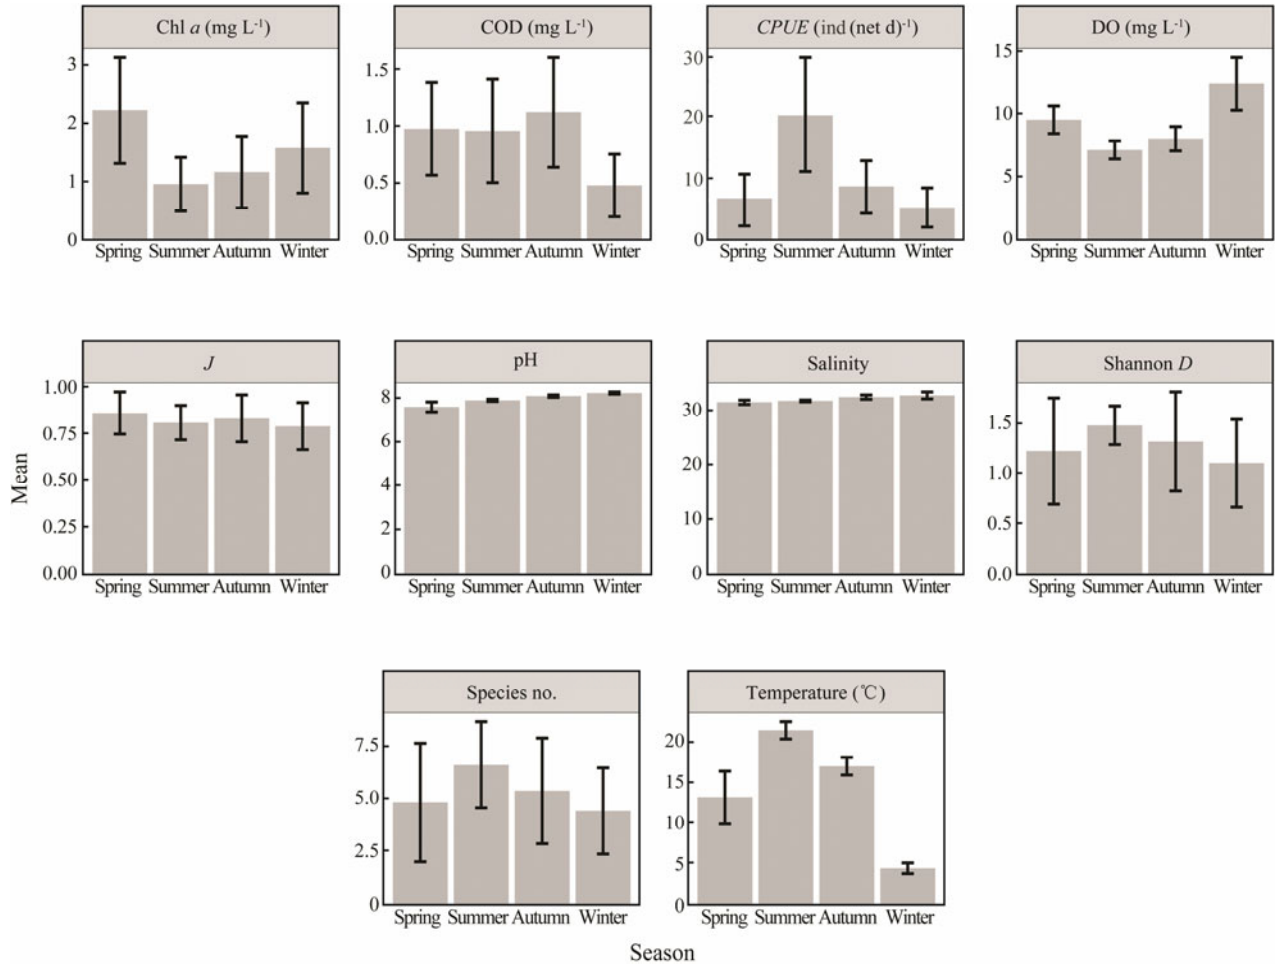 Chl a (mg L⁻¹)
COD (mg L⁻¹)
CPUE (ind (net d)⁻¹)
DO (mg L⁻¹)
3
2
1
0
Spring Summer Autumn Winter
1.5
1.0
0.5
0.0
Spring Summer Autumn Winter
30
20
10
0
Spring Summer Autumn Winter
15
10
5
0
Spring Summer Autumn Winter
Mean
J
pH
Salinity
Shannon D
1.00
0.75
0.50
0.25
0.00
Spring Summer Autumn Winter
8
6
4
2
0
Spring Summer Autumn Winter
30
20
10
0
Spring Summer Autumn Winter
1.5
1.0
0.5
0.0
Spring Summer Autumn Winter
Species no.
Temperature (℃)
7.5
5.0
2.5
0
Spring Summer Autumn Winter
20
15
10
5
0
Spring Summer Autumn Winter
Season